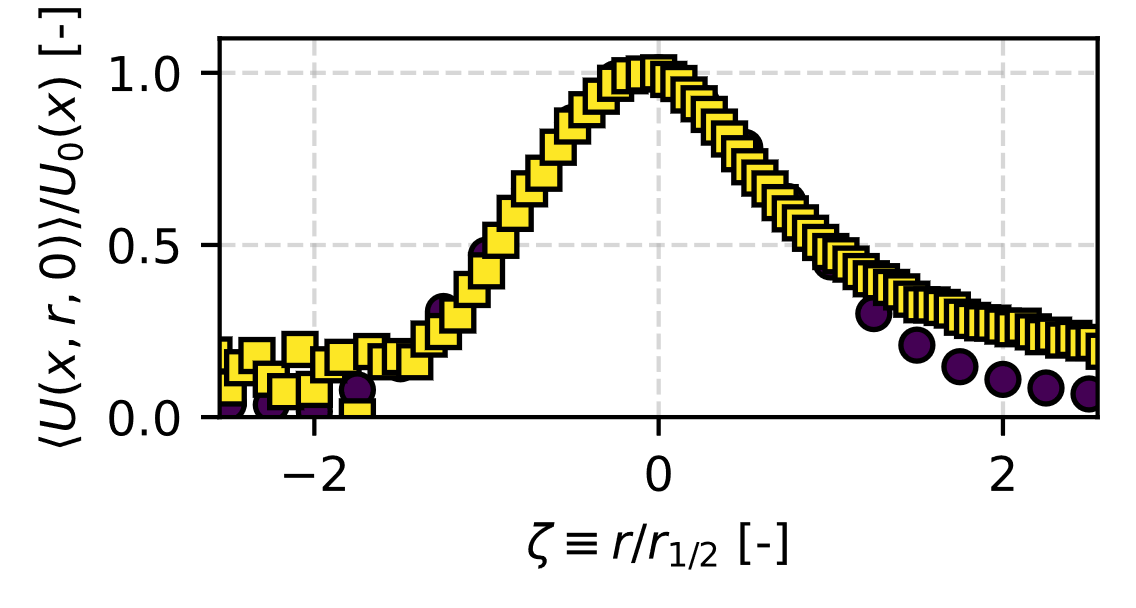 ⟨U(x, r, 0)⟩/U₀(x) [-]
1.0
0.5
0.0
−2 0 2
ζ ≡ r/r₁/₂ [-]